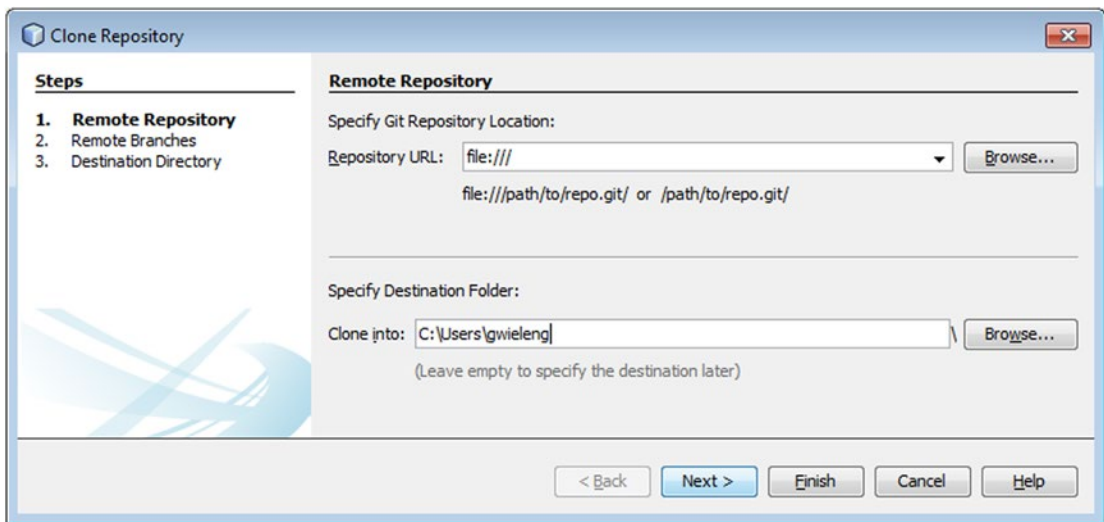 Clone Repository
Steps
1. Remote Repository
2. Remote Branches
3. Destination Directory
Remote Repository
Specify Git Repository Location:
Repository URL: file:/// Browse...
file:///path/to/repo.git/ or /path/to/repo.git/
Specify Destination Folder:
Clone into: C:\Users\gwieleng \ Browse...
(Leave empty to specify the destination later)
< Back Next > Finish Cancel Help